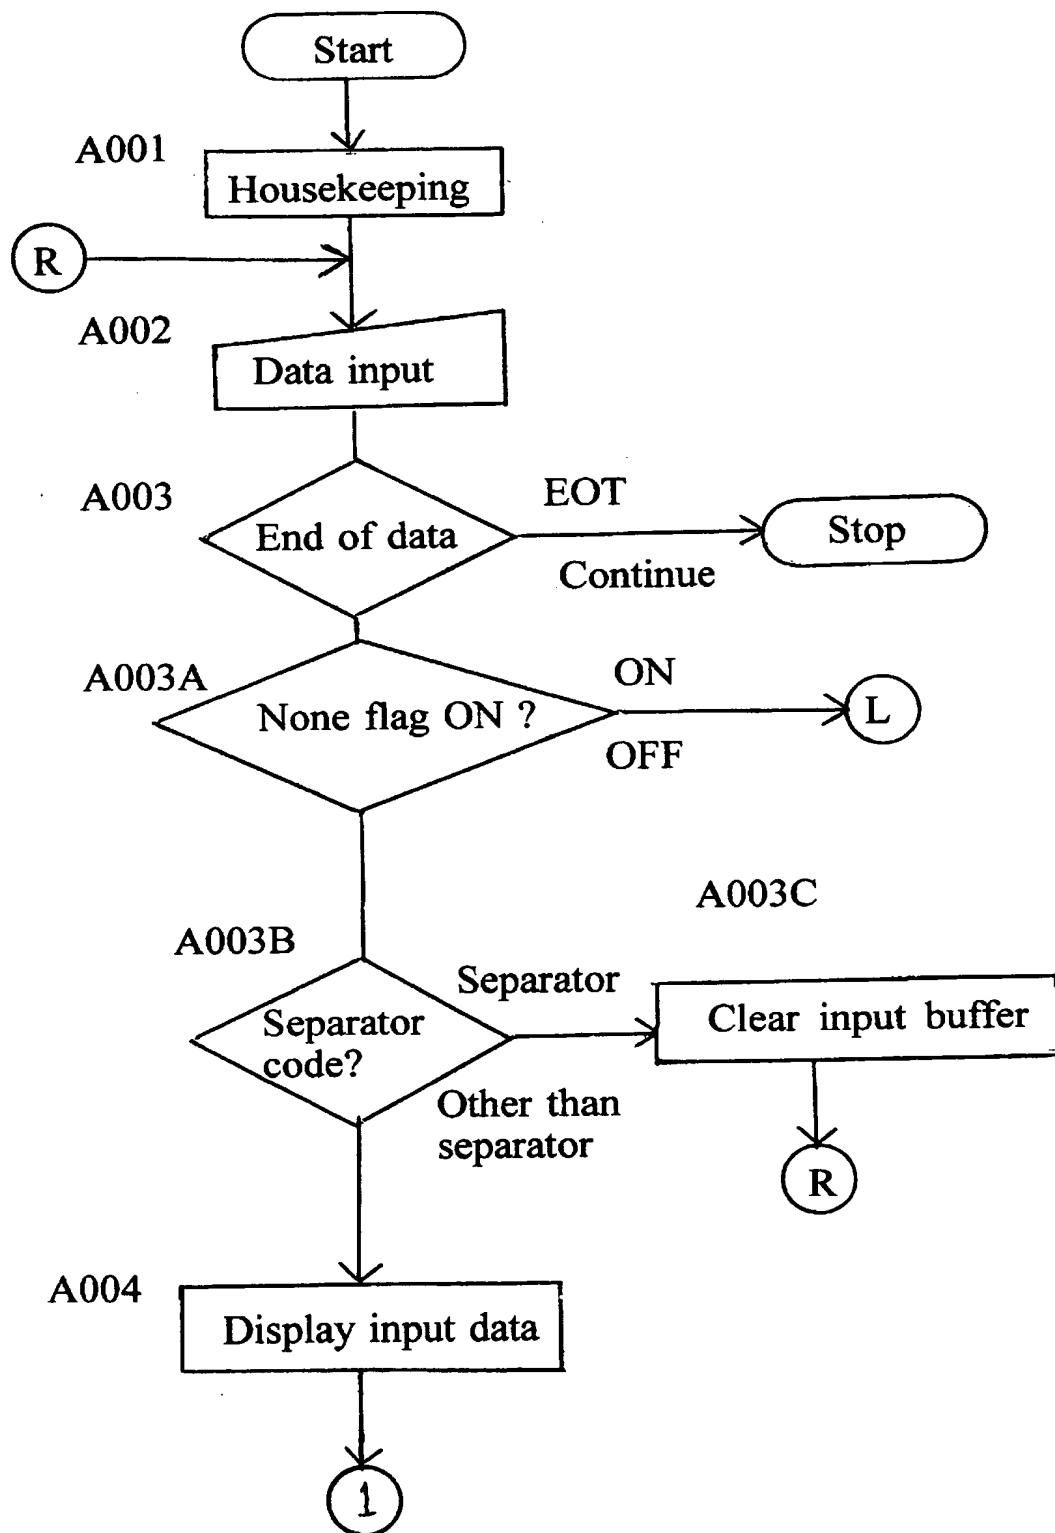 Start
A001
Housekeeping
R
A002
Data input
A003
End of data
EOT
Continue
Stop
A003A
None flag ON ?
ON
OFF
L
A003B
Separator
code?
Separator
Other than
separator
A003C
Clear input buffer
R
A004
Display input data
1